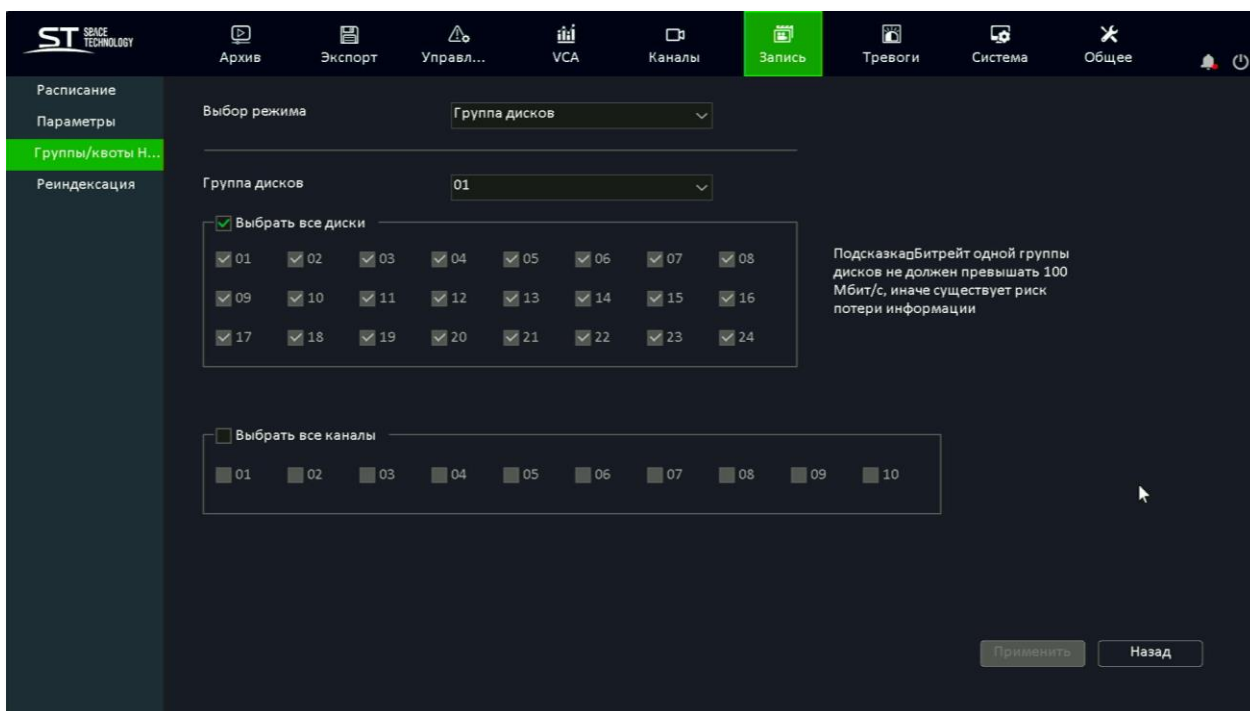 ST SPACE TECHNOLOGY
Архив Экспорт Управл... VCA Каналы Запись Тревоги Система Общее
Расписание
Параметры
Группы/квоты Н...
Реиндексация
Выбор режима Группа дисков
Группа дисков 01
Выбрать все диски
01 02 03 04 05 06 07 08
09 10 11 12 13 14 15 16
17 18 19 20 21 22 23 24
Подсказка▯Битрейт одной группы
дисков не должен превышать 100
Мбит/с, иначе существует риск
потери информации
Выбрать все каналы
01 02 03 04 05 06 07 08 09 10
Применить Назад